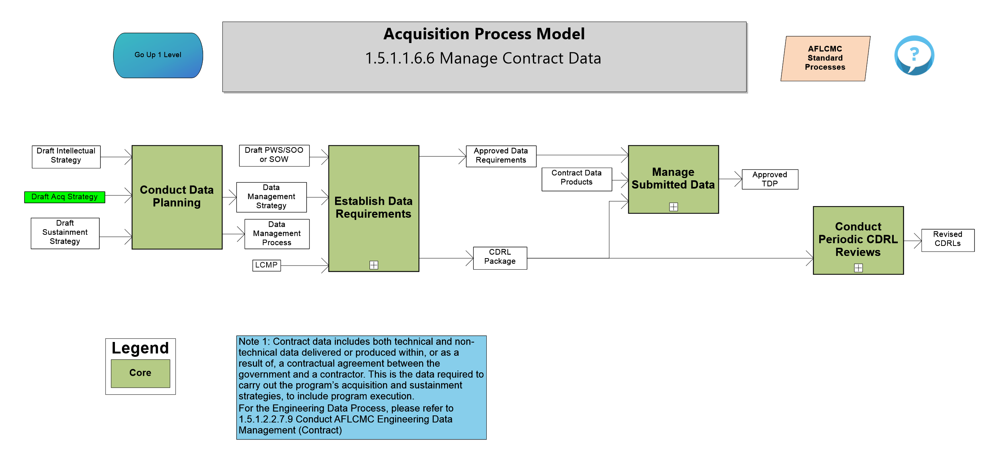 Acquisition Process Model
1.5.1.1.6.6 Manage Contract Data
Go Up 1 Level
AFLCMC
Standard
Processes
?
Draft Intellectual
Strategy
Draft Acq Strategy
Draft
Sustainment
Strategy
Conduct Data
Planning
Draft PWS/SOO
or SOW
Data
Management
Strategy
Data
Management
Process
LCMP
Establish Data
Requirements
Approved Data
Requirements
Contract Data
Products
CDRL
Package
Manage
Submitted Data
Approved
TDP
Conduct
Periodic CDRL
Reviews
Revised
CDRLs
Legend
Core
Note 1: Contract data includes both technical and non-
technical data delivered or produced within, or as a
result of, a contractual agreement between the
government and a contractor. This is the data required to
carry out the program’s acquisition and sustainment
strategies, to include program execution.
For the Engineering Data Process, please refer to
1.5.1.2.2.7.9 Conduct AFLCMC Engineering Data
Management (Contract)